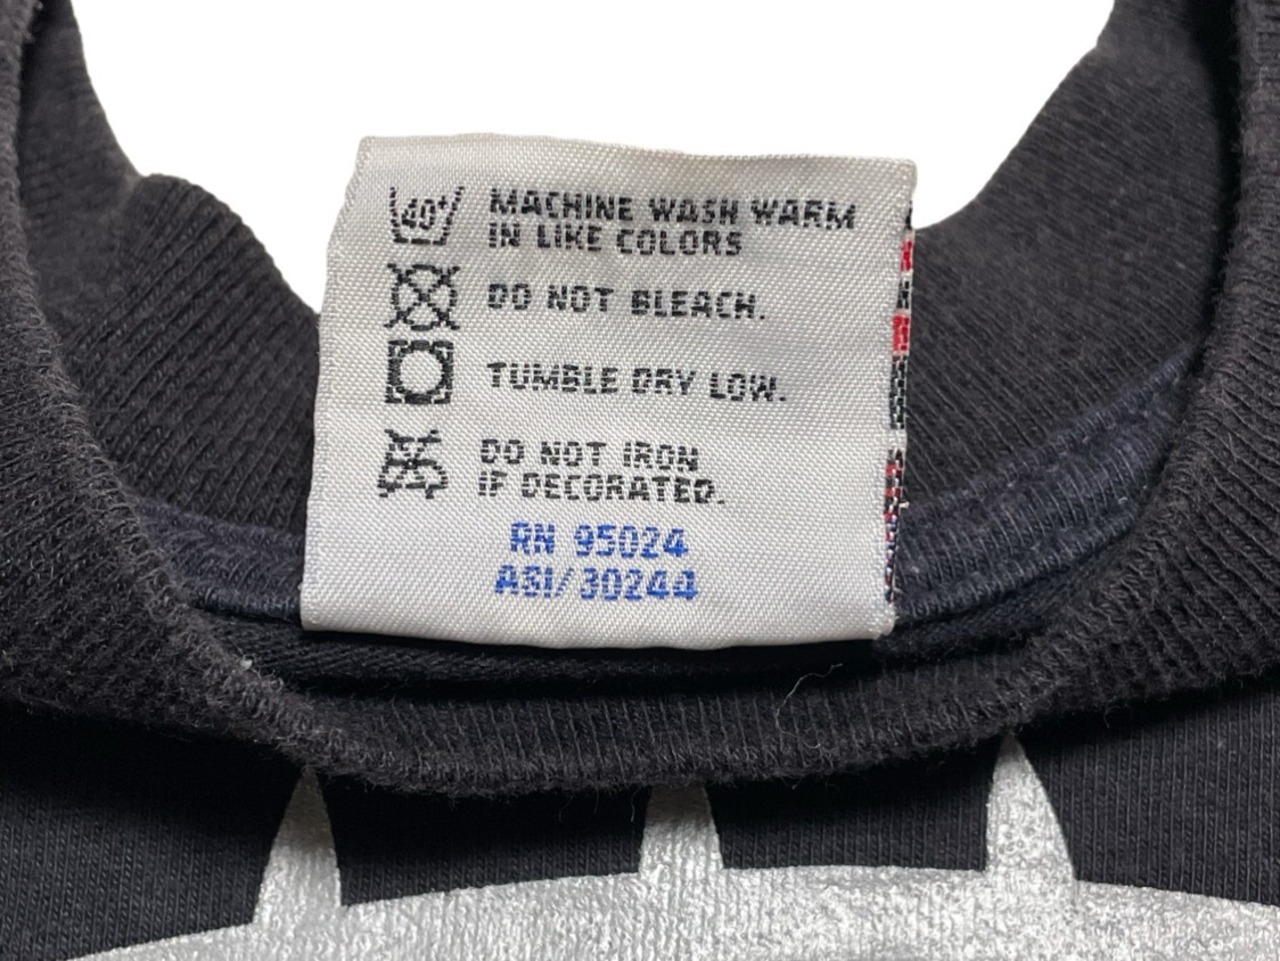 40°
MACHINE WASH WARM
IN LIKE COLORS
DO NOT BLEACH.
TUMBLE DRY LOW.
DO NOT IRON
IF DECORATED.
RN 95024
ASI/30244